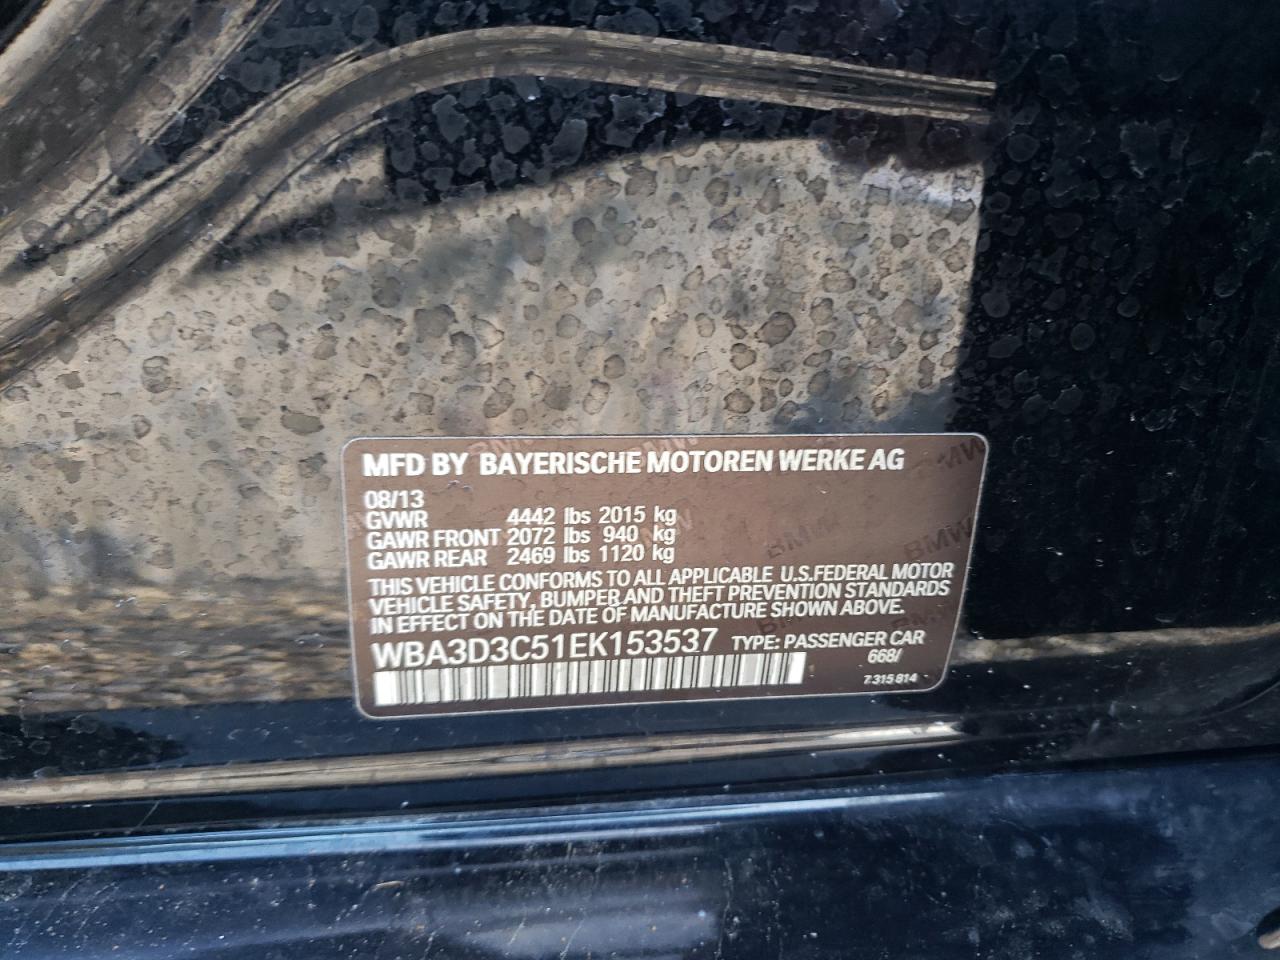 MFD BY BAYERISCHE MOTOREN WERKE AG
08/13
GVWR 4442 lbs 2015 kg
GAWR FRONT 2072 lbs 940 kg
GAWR REAR 2469 lbs 1120 kg
THIS VEHICLE CONFORMS TO ALL APPLICABLE U.S.FEDERAL MOTOR
VEHICLE SAFETY, BUMPER AND THEFT PREVENTION STANDARDS
IN EFFECT ON THE DATE OF MANUFACTURE SHOWN ABOVE.
WBA3D3C51EK153537 TYPE: PASSENGER CAR
668/
7 315 814